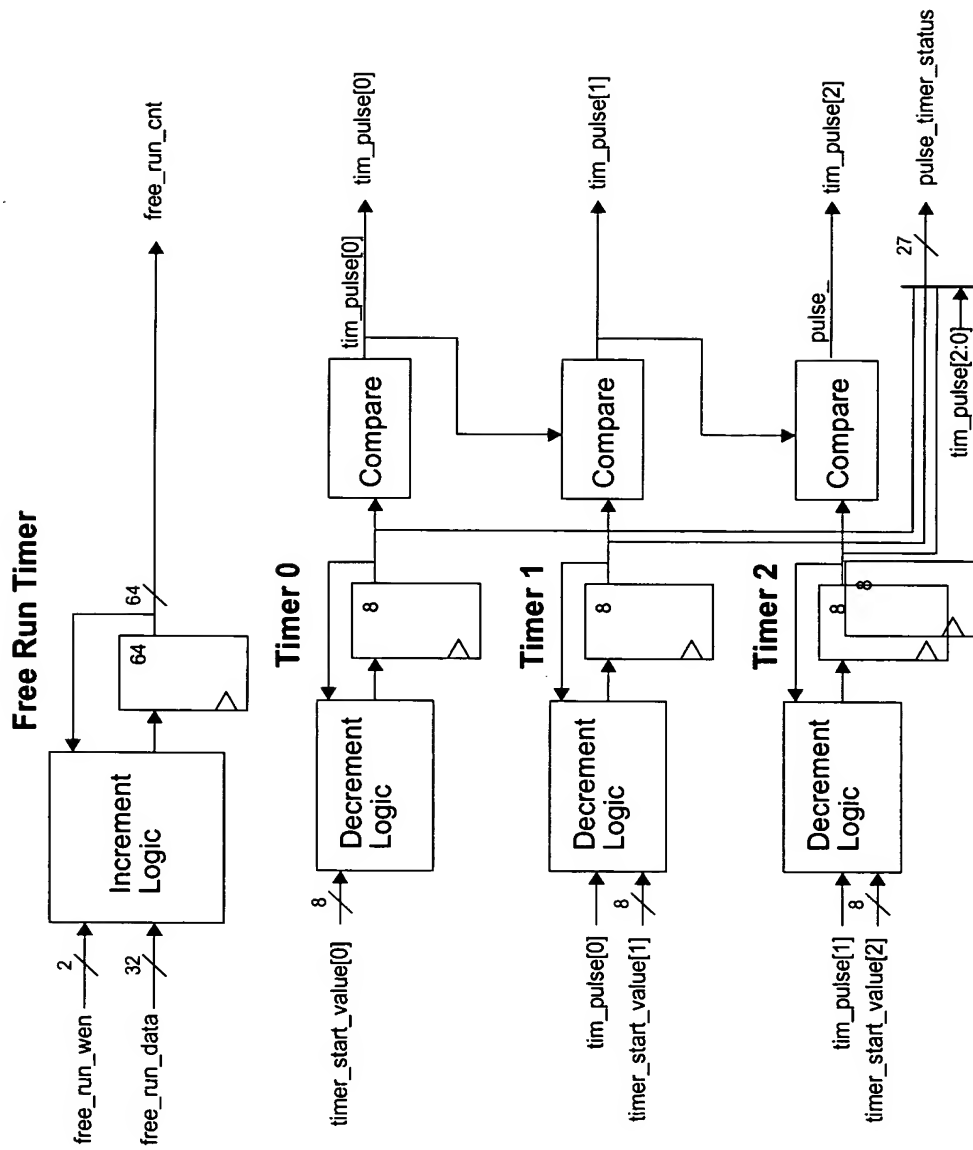 Free Run Timer
free_run_wen
2
free_run_data
32
Increment
Logic
64
64
free_run_cnt
Timer 0
timer_start_value[0]
8
Decrement
Logic
8
Compare
tim_pulse[0]
tim_pulse[0]
Timer 1
tim_pulse[0]
timer_start_value[1]
8
Decrement
Logic
8
Compare
tim_pulse[1]
Timer 2
tim_pulse[1]
timer_start_value[2]
8
Decrement
Logic
8
8
Compare
pulse_
tim_pulse[2]
tim_pulse[2:0]
27
pulse_timer_status